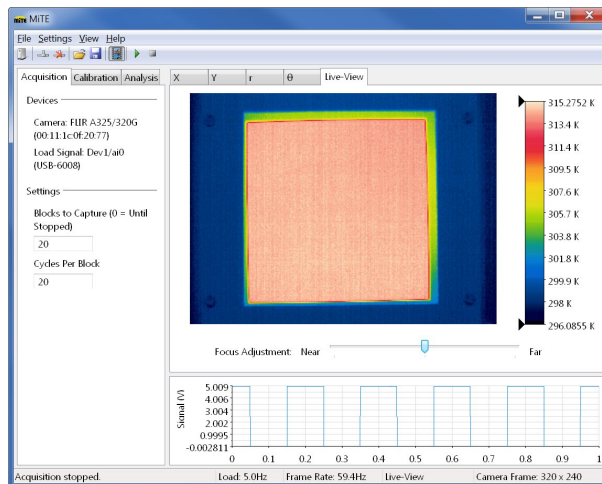 MiTE MiTE
File Settings View Help
Acquisition Calibration Analysis
Devices
Camera: FLIR A325/320G
(00:11:1c:0f:20:77)
Load Signal: Dev1/ai0
(USB-6008)
Settings
Blocks to Capture (0 = Until
Stopped)
20
Cycles Per Block
20
X Y r θ Live-View
315.2752 K
313.4 K
311.4 K
309.5 K
307.6 K
305.7 K
303.8 K
301.8 K
299.9 K
298 K
296.0855 K
Focus Adjustment: Near Far
Signal (V)
5.009
4.006
3.004
2.002
0.9995
-0.002811
0 0.1 0.2 0.3 0.4 0.5 0.6 0.7 0.8 0.9 1
Acquisition stopped. Load: 5.0Hz Frame Rate: 59.4Hz Live-View Camera Frame: 320 x 240